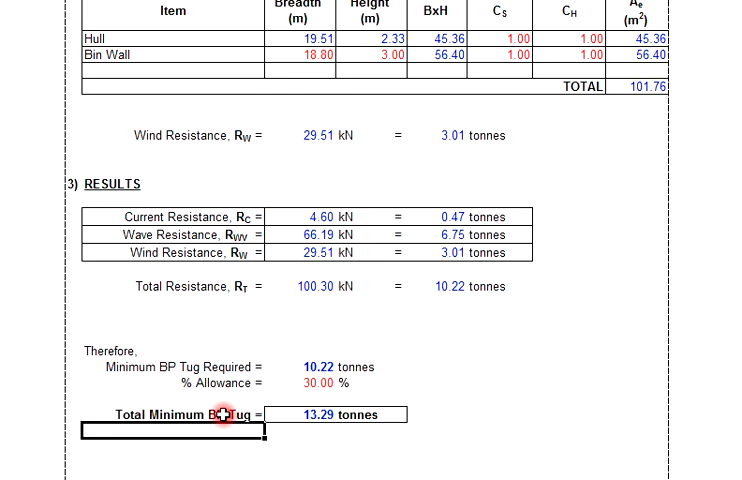 Item Breadth Height BxH CS CH Ae
(m) (m) (m²)
Hull 19.51 2.33 45.36 1.00 1.00 45.36
Bin Wall 18.80 3.00 56.40 1.00 1.00 56.40
TOTAL 101.76
Wind Resistance, RW = 29.51 kN = 3.01 tonnes
3) RESULTS
Current Resistance, RC = 4.60 kN = 0.47 tonnes
Wave Resistance, RWV = 66.19 kN = 6.75 tonnes
Wind Resistance, RW = 29.51 kN = 3.01 tonnes
Total Resistance, RT = 100.30 kN = 10.22 tonnes
Therefore,
Minimum BP Tug Required = 10.22 tonnes
% Allowance = 30.00 %
Total Minimum BP Tug = 13.29 tonnes